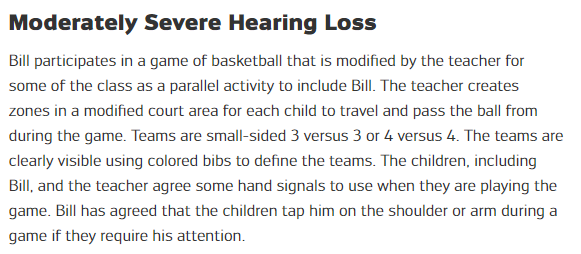 Moderately Severe Hearing Loss
Bill participates in a game of basketball that is modified by the teacher for
some of the class as a parallel activity to include Bill. The teacher creates
zones in a modified court area for each child to travel and pass the ball from
during the game. Teams are small-sided 3 versus 3 or 4 versus 4. The teams are
clearly visible using colored bibs to define the teams. The children, including
Bill, and the teacher agree some hand signals to use when they are playing the
game. Bill has agreed that the children tap him on the shoulder or arm during a
game if they require his attention.